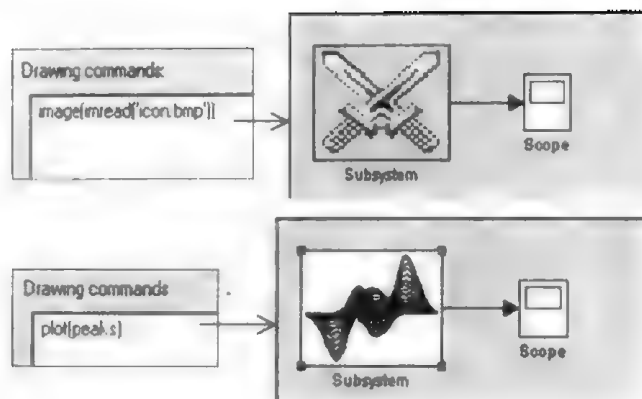 Drawing commands:
image(imread('icon.bmp'))
Subsystem
Scope
Drawing commands
plot(peaks)
Subsystem
Scope